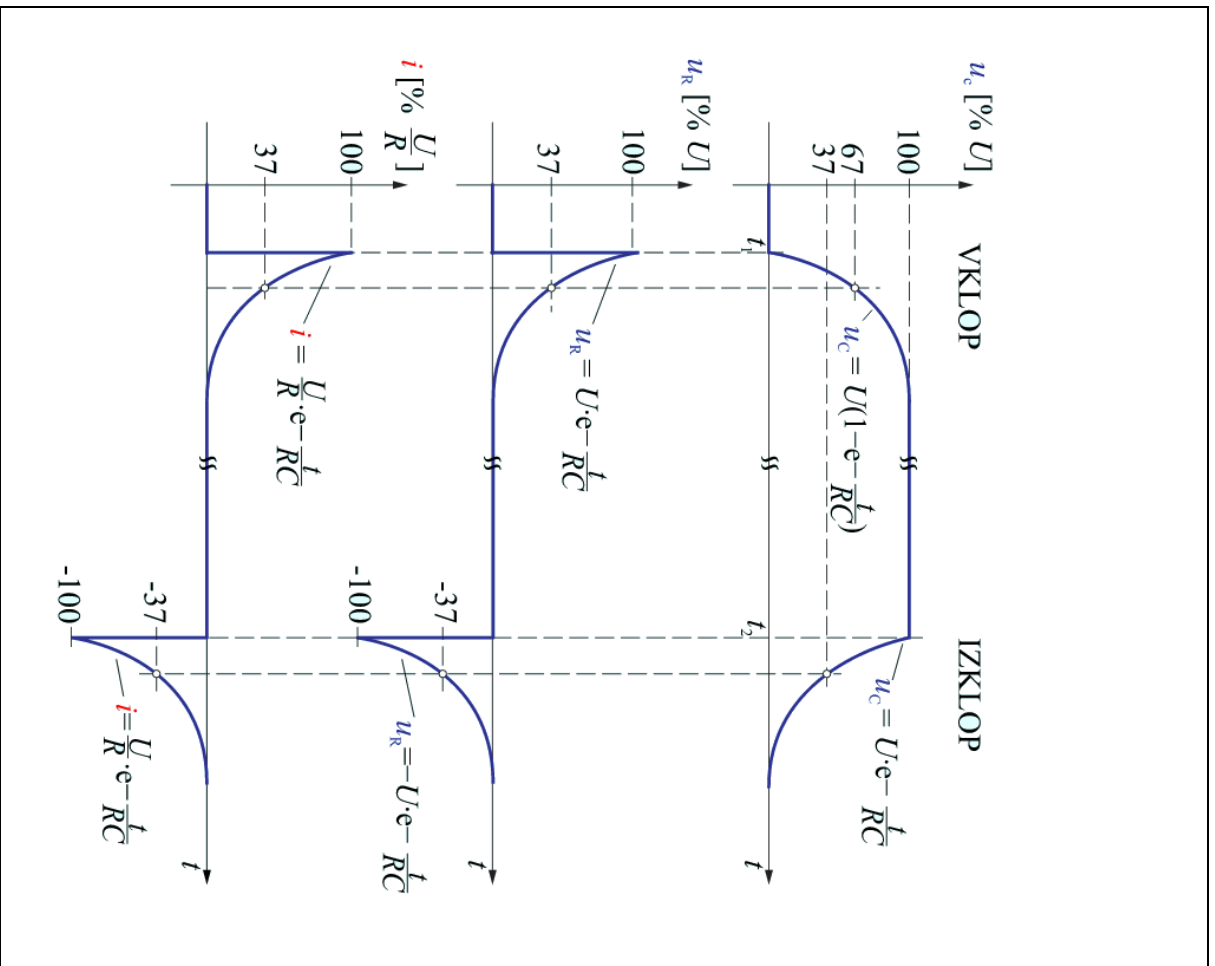 VKLOP IZKLOP
u_c [% U]
100
67
37
t_1
t_2
t
u_C = U(1–e–t/RC)
u_C = U·e–t/RC
u_R [% U]
100
37
-37
-100
t
u_R = U·e–t/RC
u_R=–U·e–t/RC
i [% U/R]
100
37
-37
-100
t
i = U/R·e–t/RC
i=U/R·e–t/RC